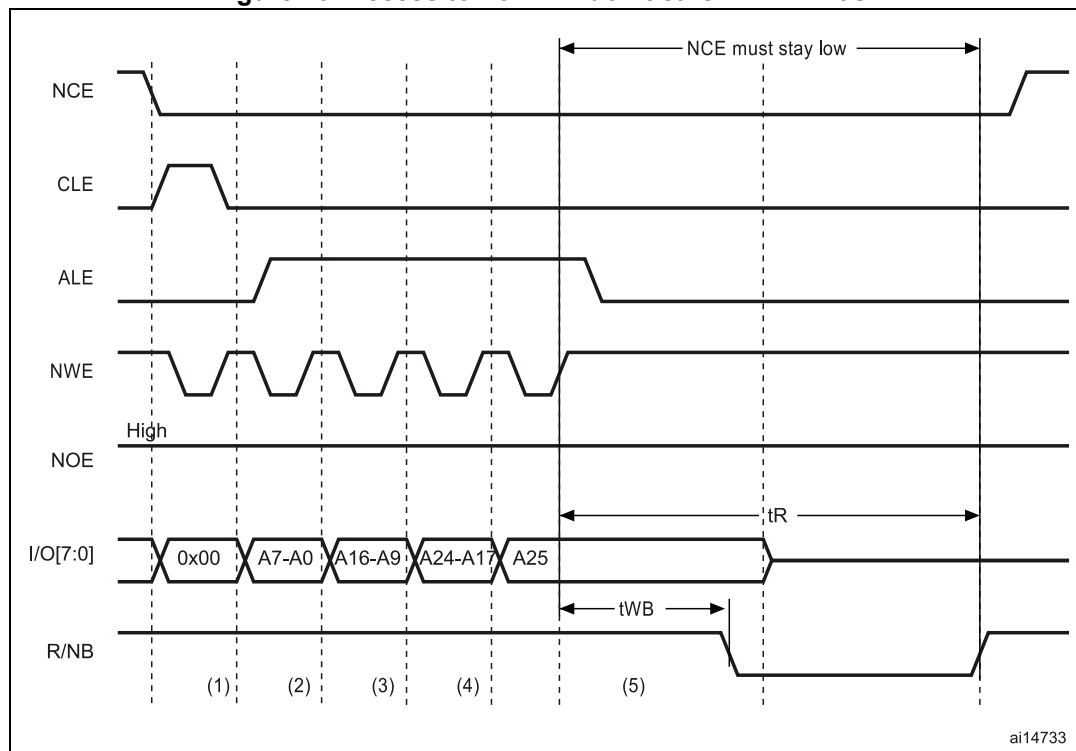 NCE must stay low
NCE
CLE
ALE
NWE
High
NOE
tR
I/O[7:0]
0x00
A7-A0
A16-A9
A24-A17
A25
tWB
R/NB
(1)
(2)
(3)
(4)
(5)
ai14733